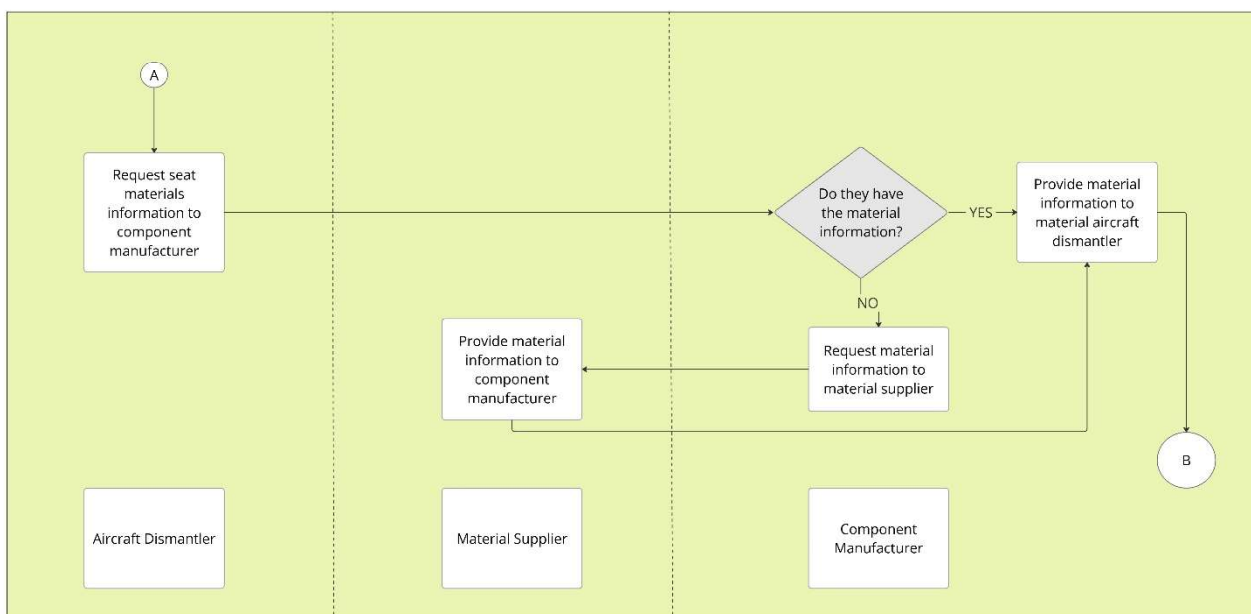 A
Request seat
materials
information to
component
manufacturer
Do they have
the material
information?
YES
Provide material
information to
material aircraft
dismantler
NO
Provide material
information to
component
manufacturer
Request material
information to
material supplier
B
Aircraft Dismantler
Material Supplier
Component
Manufacturer